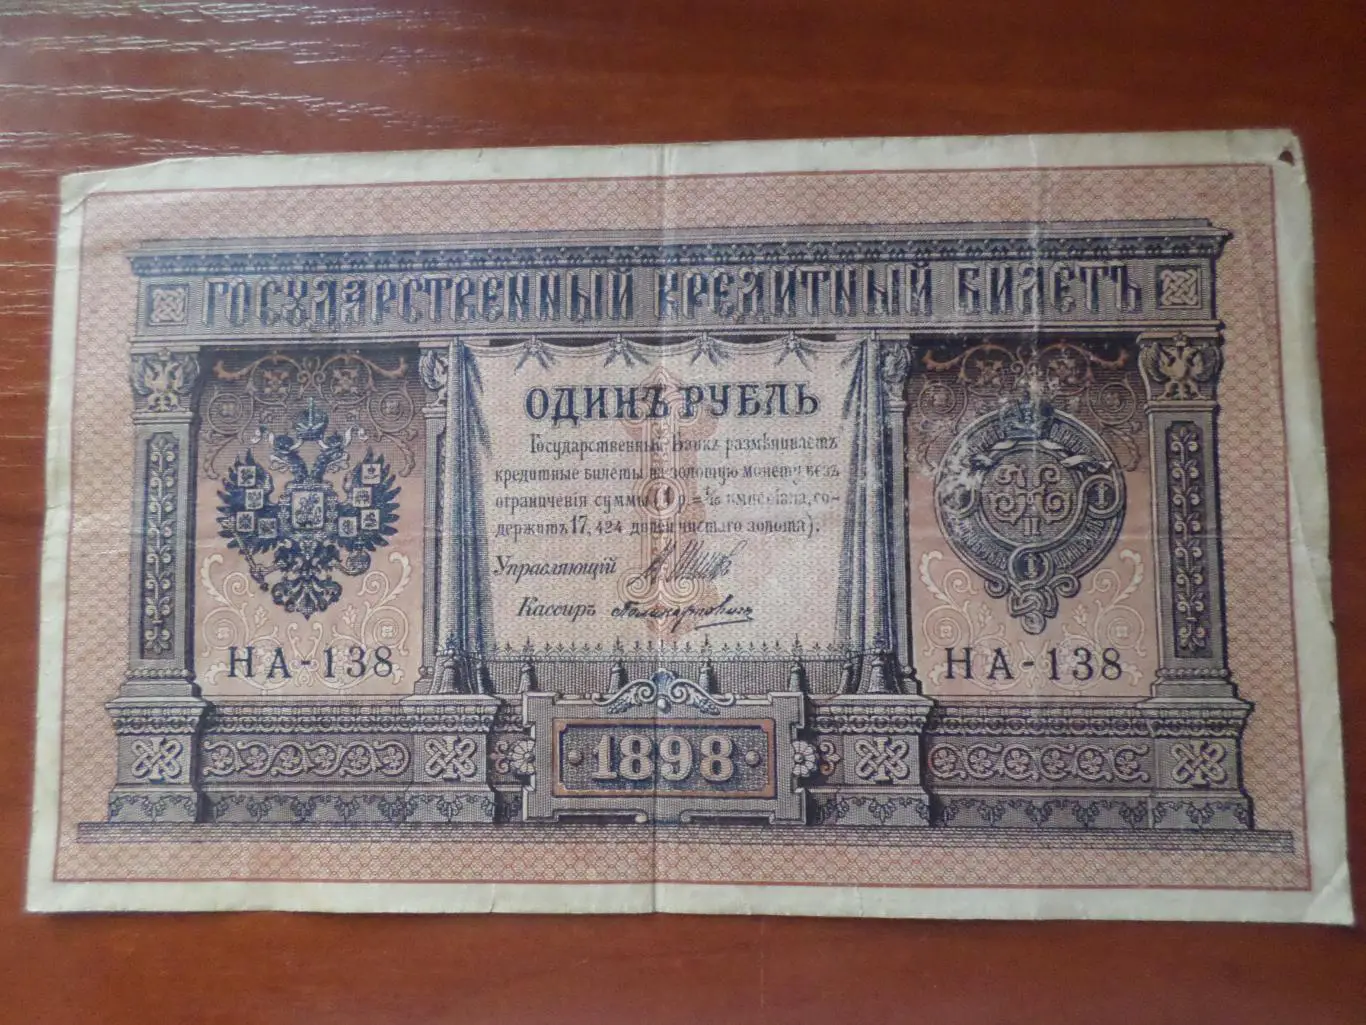 ГОСУДАРСТВЕННЫЙ КРЕДИТНЫЙ БИЛЕТЪ
ОДИНЪ РУБЛЬ
Государственный Банкъ размѣниваетъ
кредитные билеты на золотую монету безъ
ограниченія суммы (1 р. = 1/15 имперіала, со-
держитъ 17,424 долей чистаго золота).
Управляющій
Кассиръ
НА-138
НА-138
1898